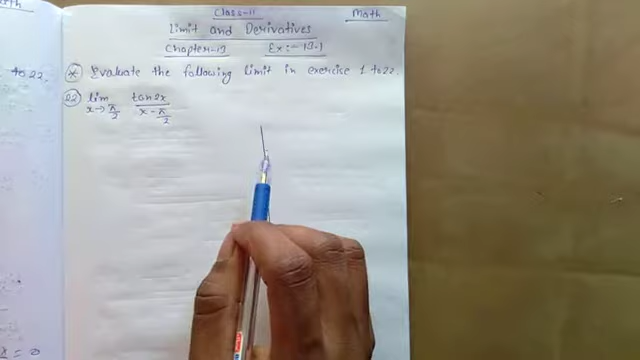 Class-11
Math
Limit and Derivatives
Chapter-13 Ex:-13.1
to 22.
* Evaluate the following limit in exercise 1 to 22.
22 lim x→π/2 tan2x / x-π/2